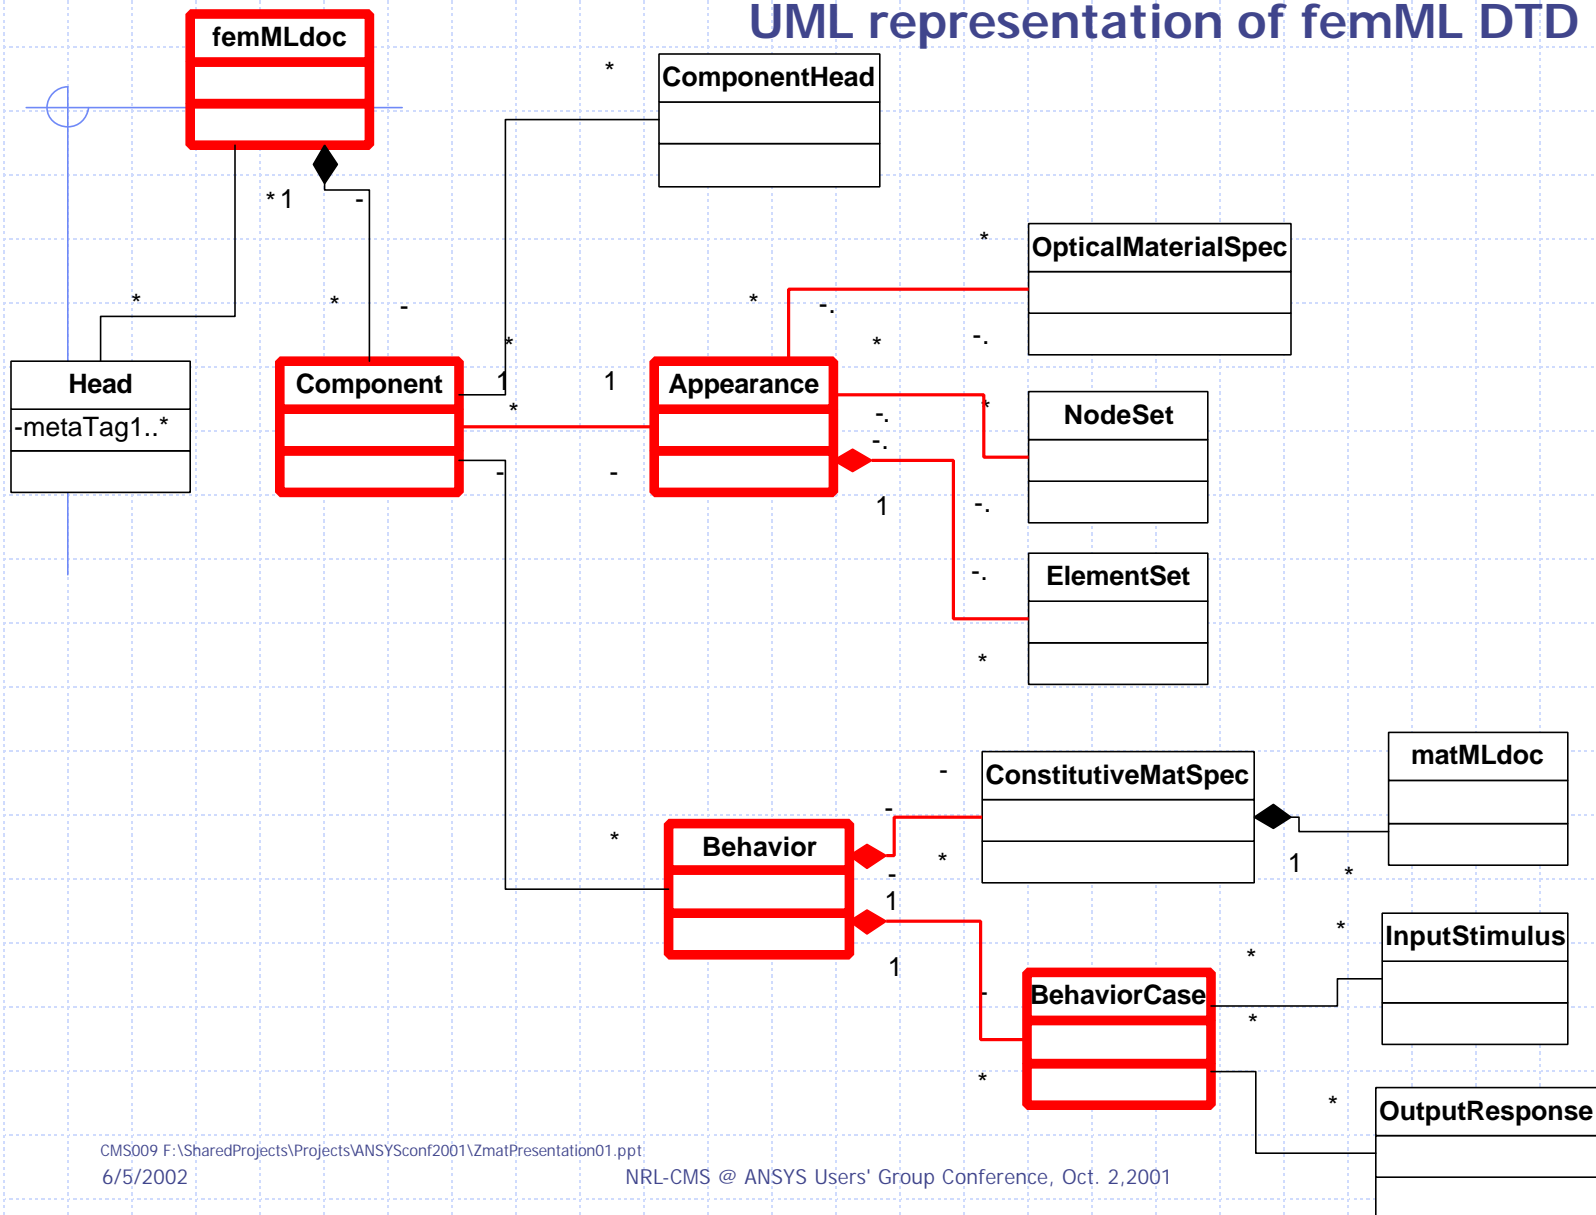 UML representation of femML DTD
femMLdoc
*
ComponentHead
* 1
-
*
OpticalMaterialSpec
*
*
-
*
-.
*
*
-.
Head
-metaTag1..*
Component
1
*
1
Appearance
-.
-.
*
NodeSet
-
-
1
-.
-.
ElementSet
*
matMLdoc
-
ConstitutiveMatSpec
-
*
Behavior
*
-
1
1
*
1
*
*
InputStimulus
-
BehaviorCase
*
*
*
OutputResponse
CMS009 F:\SharedProjects\Projects\ANSYSconf2001\ZmatPresentation01.ppt
6/5/2002
NRL-CMS @ ANSYS Users' Group Conference, Oct. 2,2001